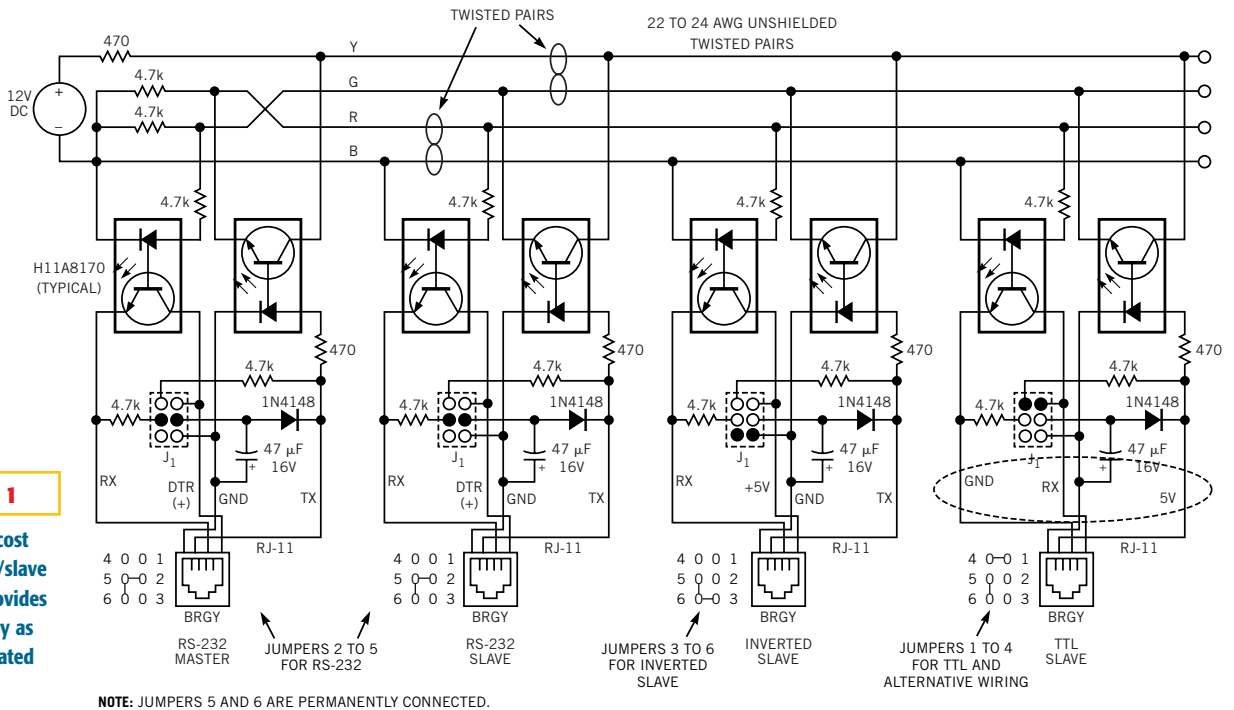 TWISTED PAIRS
22 TO 24 AWG UNSHIELDED
TWISTED PAIRS
470
Y
4.7k
G
12V
DC
+
−
4.7k
R
B
4.7k
4.7k
4.7k
4.7k
H11A8170
(TYPICAL)
470
470
470
470
4.7k
4.7k
4.7k
4.7k
4.7k
1N4148
4.7k
1N4148
4.7k
1N4148
4.7k
1N4148
J1
47 µF
+ 16V
J1
47 µF
+ 16V
J1
47 µF
+ 16V
J1
47 µF
+ 16V
RX
DTR
(+)
GND
TX
RX
DTR
(+)
GND
TX
RX
+5V
GND
TX
GND
RX
5V
1
cost
/slave
ovides
y as
ated
RJ-11
RJ-11
RJ-11
RJ-11
4 0 0 1
5 0 0 2
6 0 0 3
4 0 0 1
5 0 0 2
6 0 0 3
4 0 0 1
5 0 0 2
6 0 0 3
4 0 0 1
5 0 0 2
6 0 0 3
BRGY
BRGY
BRGY
BRGY
RS-232
MASTER
JUMPERS 2 TO 5
FOR RS-232
RS-232
SLAVE
JUMPERS 3 TO 6
FOR INVERTED
SLAVE
INVERTED
SLAVE
JUMPERS 1 TO 4
FOR TTL AND
ALTERNATIVE WIRING
TTL
SLAVE
NOTE: JUMPERS 5 AND 6 ARE PERMANENTLY CONNECTED.